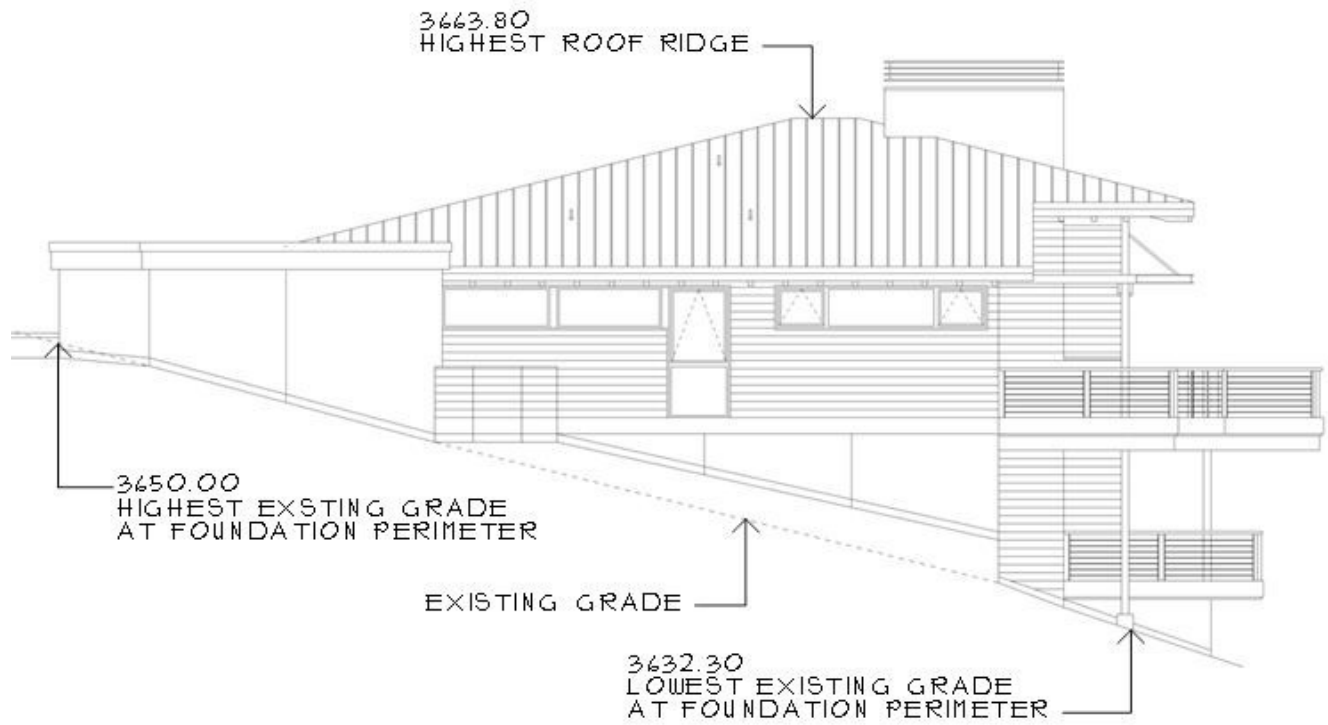 3663.80
HIGHEST ROOF RIDGE
3650.00
HIGHEST EXSTING GRADE
AT FOUNDATION PERIMETER
EXISTING GRADE
3632.30
LOWEST EXISTING GRADE
AT FOUNDATION PERIMETER